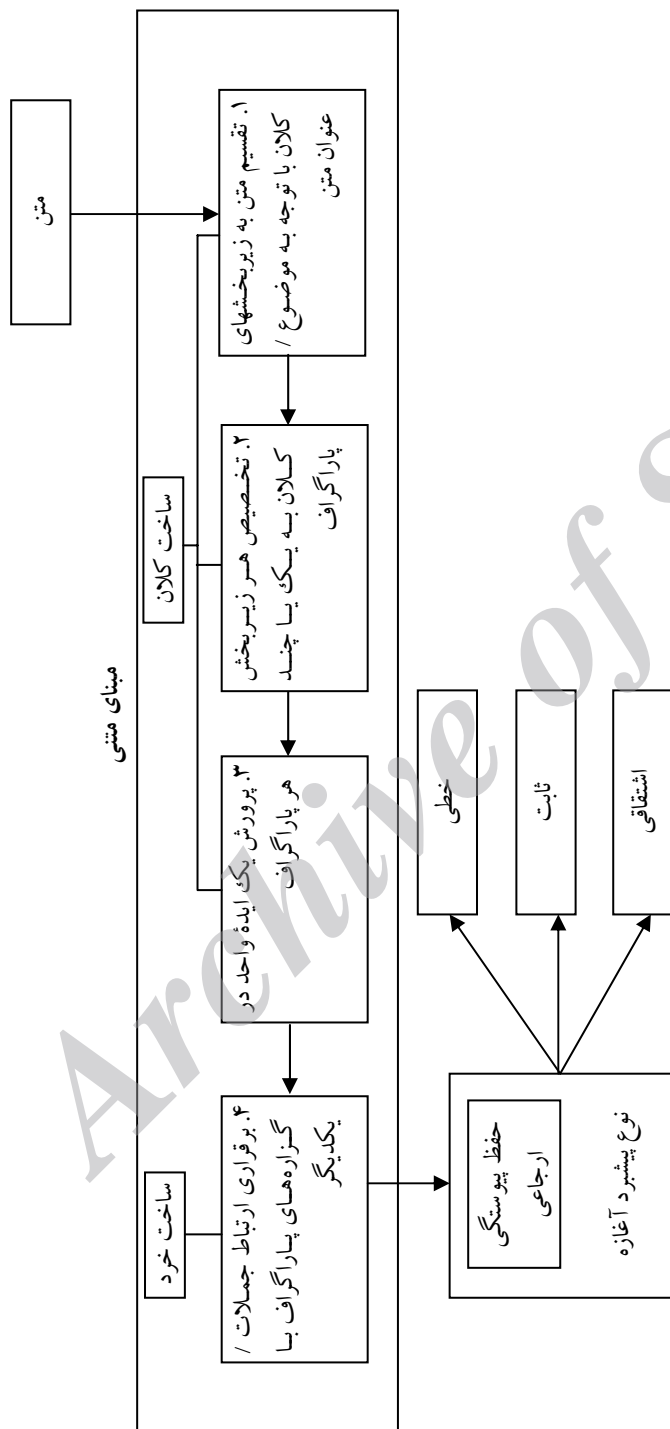 متن
مبنای متنی
ساخت کلان
۱. تقسیم متن به زیربخشهای
کلان با توجه به موضوع /
عنوان متن
۲. تخصیص هر زیربخش
کلان به یک یا چند
پاراگراف
۳. پرورش یک ایدهٔ واحد در
هر پاراگراف
ساخت خرد
۴. برقراری ارتباط جملات /
گزاره‌های پاراگراف با
یکدیگر
حفظ پیوستگی
ارجاعی
نوع پیشبرد آغازه
خطی
ثابت
اشتقاقی
Archive of S